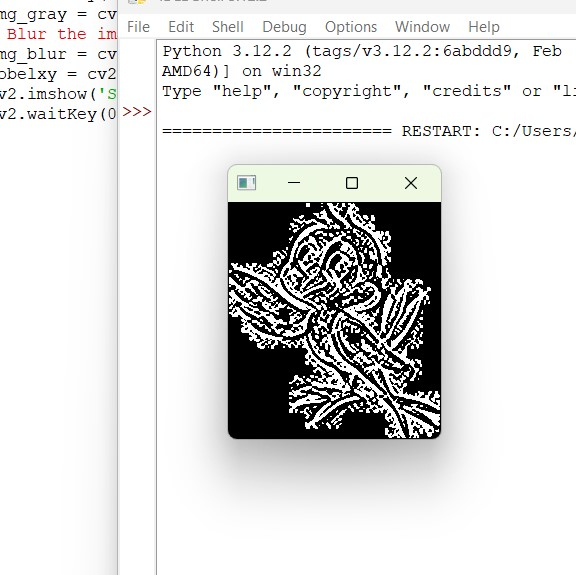 mg_gray = cv
Blur the im
mg_blur = cv
obelxy = cv2
v2.imshow('S
v2.waitKey(0
File Edit Shell Debug Options Window Help
Python 3.12.2 (tags/v3.12.2:6abddd9, Feb
AMD64)] on win32
Type "help", "copyright", "credits" or "li
>>>
======================= RESTART: C:/Users/